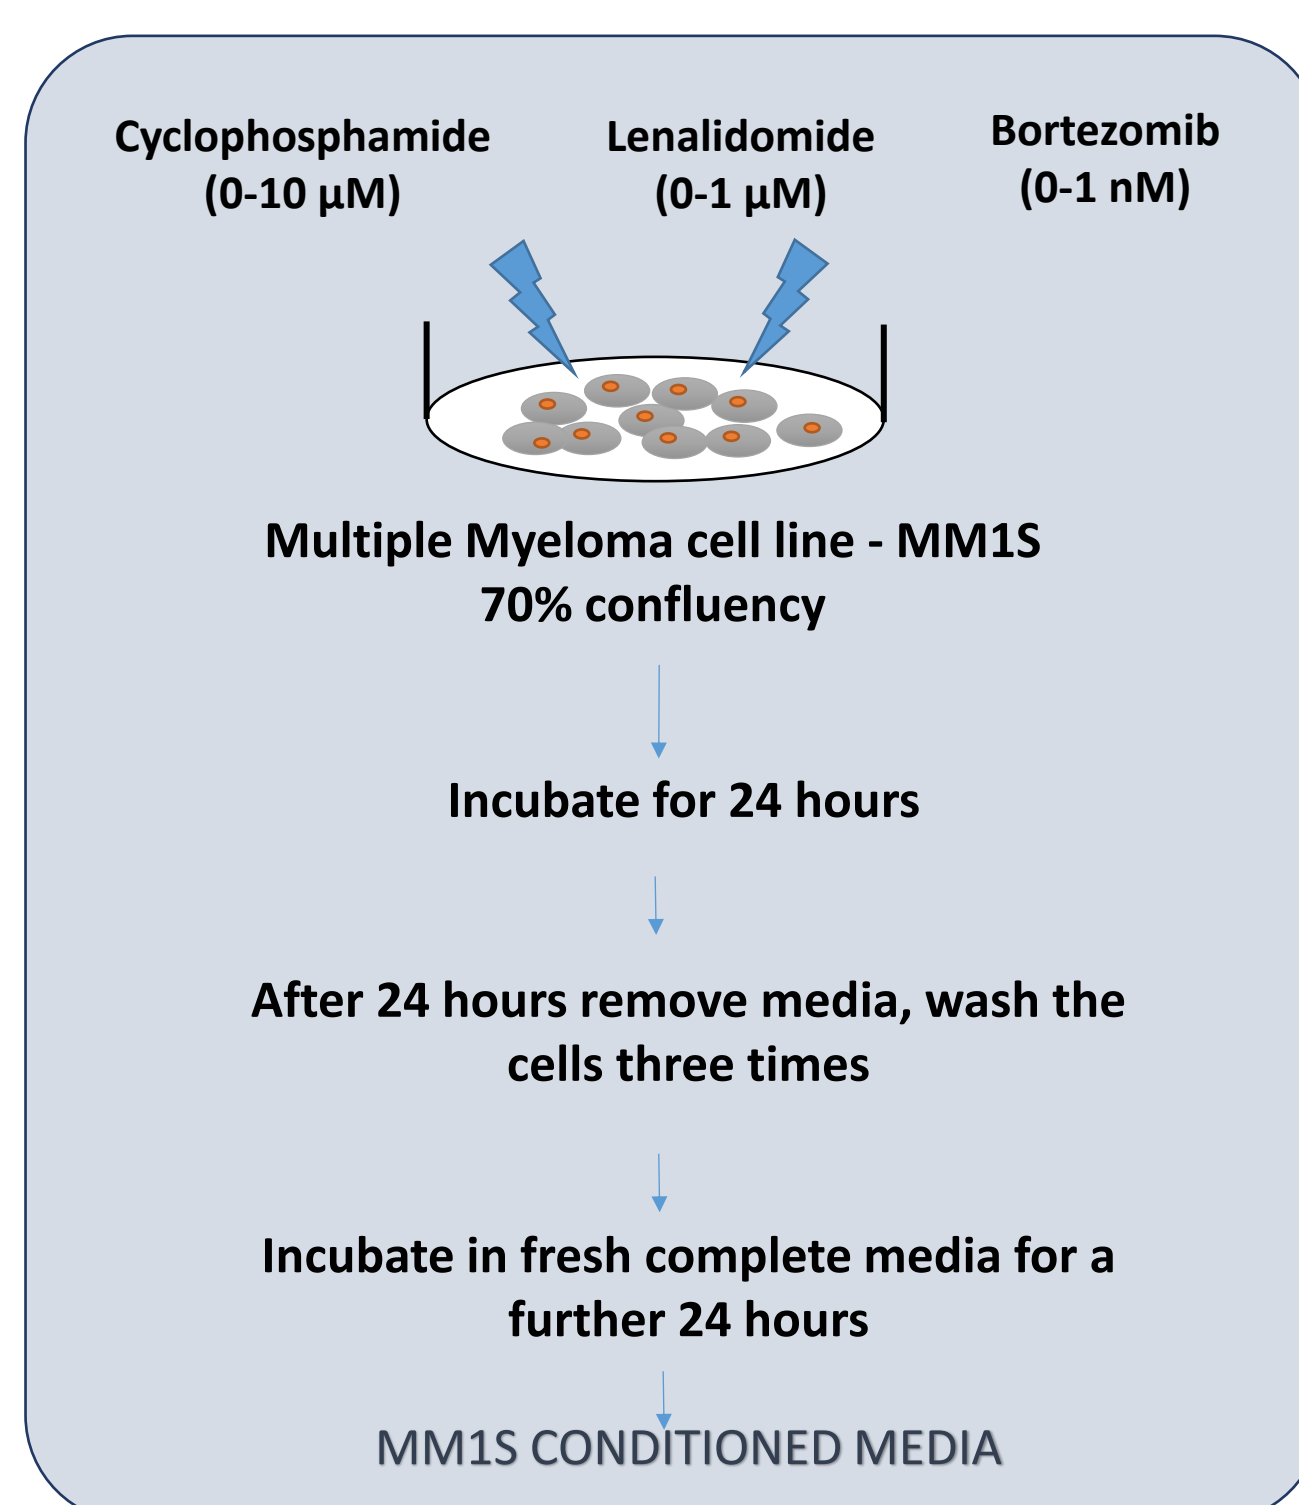 Cyclophosphamide
(0-10 µM)
Lenalidomide
(0-1 µM)
Bortezomib
(0-1 nM)
Multiple Myeloma cell line - MM1S
70% confluency
Incubate for 24 hours
After 24 hours remove media, wash the
cells three times
Incubate in fresh complete media for a
further 24 hours
MM1S CONDITIONED MEDIA